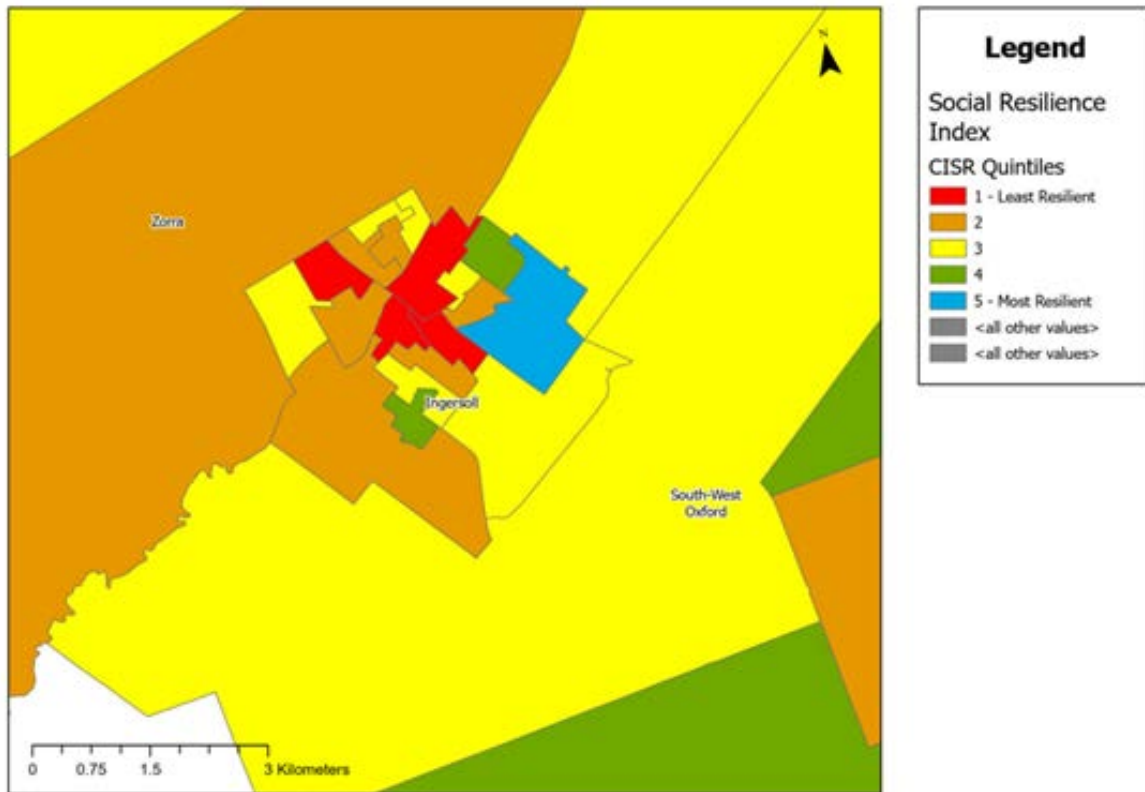 N
Zorra
Ingersoll
South-West
Oxford
0 0.75 1.5 3 Kilometers
Legend
Social Resilience
Index
CISR Quintiles
1 - Least Resilient
2
3
4
5 - Most Resilient
<all other values>
<all other values>